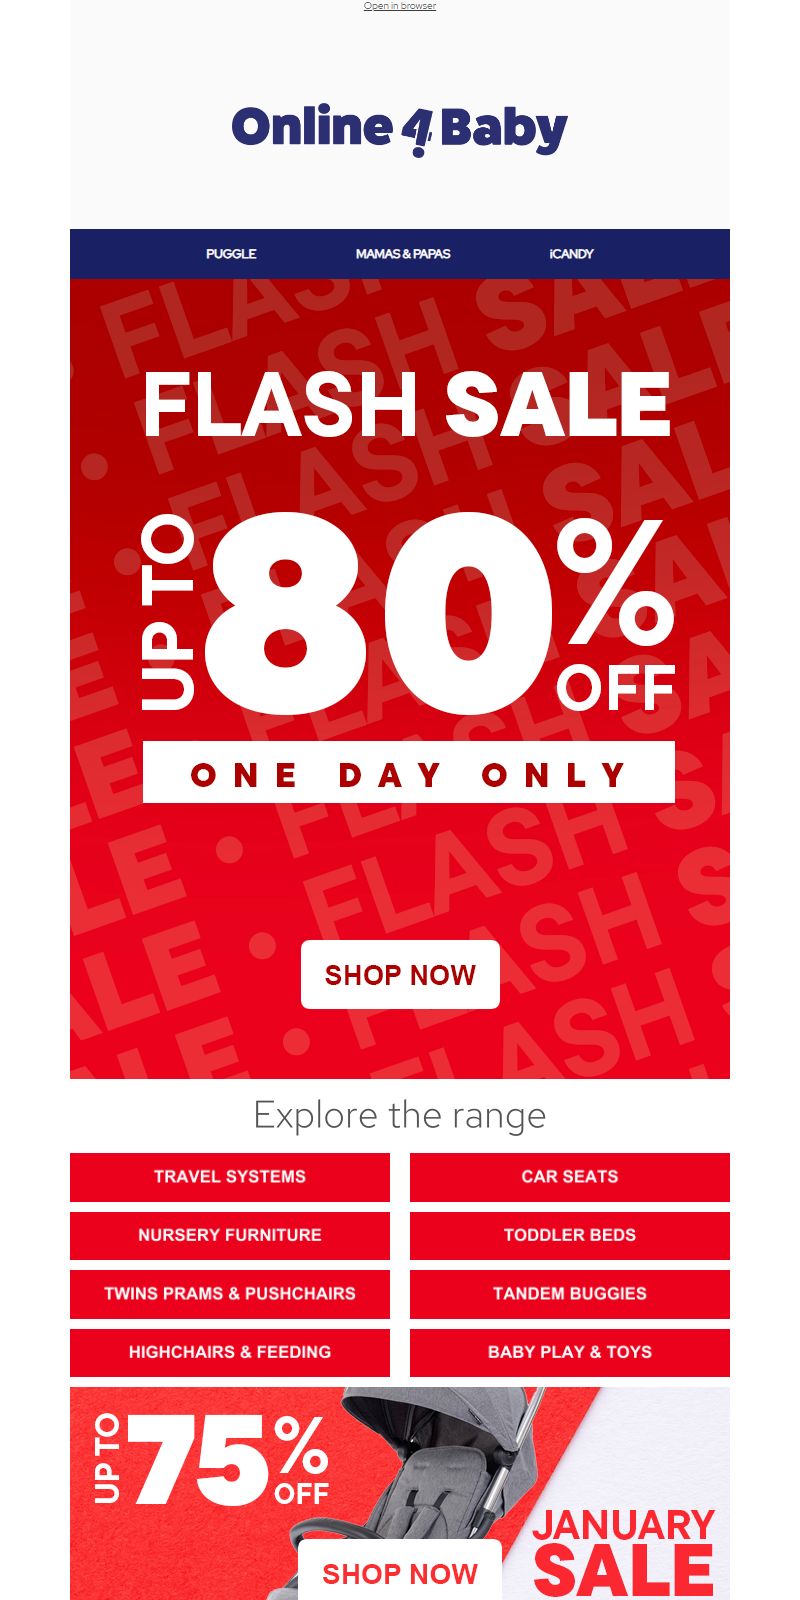 Open in browser
Online 4 Baby
PUGGLE MAMAS & PAPAS iCANDY
FLASH SALE
UP TO 80% OFF
ONE DAY ONLY
SHOP NOW
Explore the range
TRAVEL SYSTEMS CAR SEATS
NURSERY FURNITURE TODDLER BEDS
TWINS PRAMS & PUSHCHAIRS TANDEM BUGGIES
HIGHCHAIRS & FEEDING BABY PLAY & TOYS
UP TO 75% OFF
JANUARY
SALE
SHOP NOW